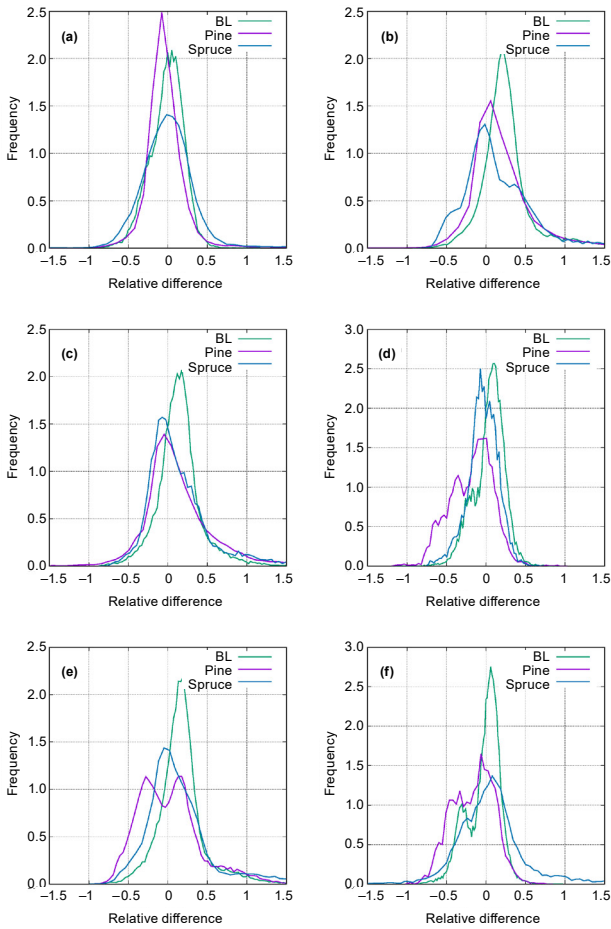 (a)
BL
Pine
Spruce
Frequency
2.5
2.0
1.5
1.0
0.5
0.0
–1.5 –1 –0.5 0 0.5 1 1.5
Relative difference
(b)
BL
Pine
Spruce
Frequency
2.5
2.0
1.5
1.0
0.5
0.0
–1.5 –1 –0.5 0 0.5 1 1.5
Relative difference
(c)
BL
Pine
Spruce
Frequency
2.5
2.0
1.5
1.0
0.5
0.0
–1.5 –1 –0.5 0 0.5 1 1.5
Relative difference
(d)
BL
Pine
Spruce
Frequency
3.0
2.5
2.0
1.5
1.0
0.5
0.0
–1.5 –1 –0.5 0 0.5 1 1.5
Relative difference
(e)
BL
Pine
Spruce
Frequency
2.5
2.0
1.5
1.0
0.5
0.0
–1.5 –1 –0.5 0 0.5 1 1.5
Relative difference
(f)
BL
Pine
Spruce
Frequency
3.0
2.5
2.0
1.5
1.0
0.5
0.0
–1.5 –1 –0.5 0 0.5 1 1.5
Relative difference